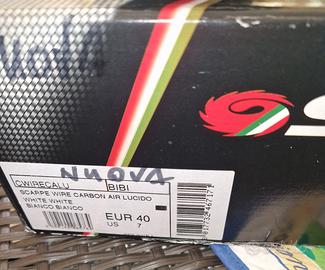 NUOVA
CWIRECALU BIBI
SCARPE WIRE CARBON AIR LUCIDO
WHITE WHITE
BIANCO BIANCO
EUR 40
US 7